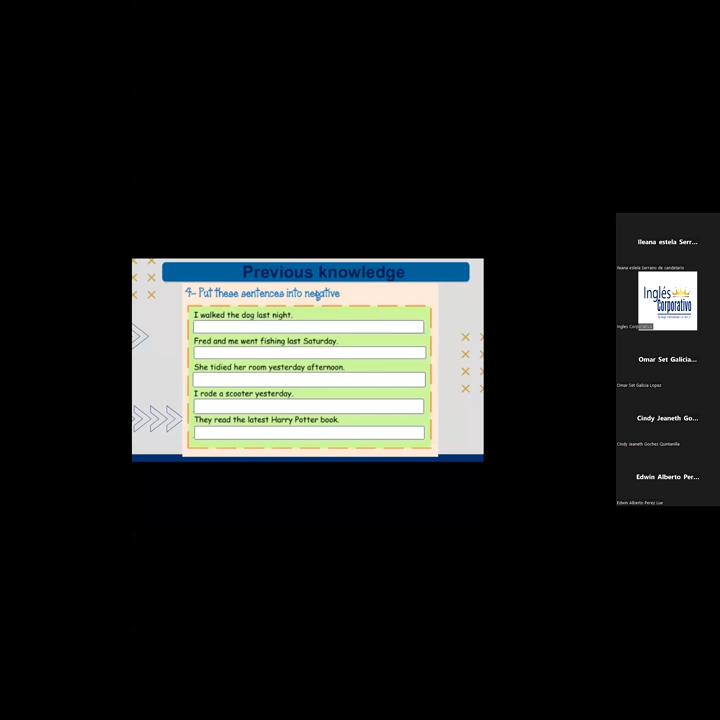 Previous knowledge
4- Put these sentences into negative
I walked the dog last night.
Fred and me went fishing last Saturday.
She tidied her room yesterday afternoon.
I rode a scooter yesterday.
They read the latest Harry Potter book.
Ileana estela Serr...
Ileana estela Serrano de candelario
Inglés
Corporativo
Ingles Corporativo
Omar Set Galicia...
Omar Set Galicia Lopez
Cindy Jeaneth Go...
Cindy Jeaneth Gochez Quintanilla
Edwin Alberto Per...
Edwin Alberto Perez Lue